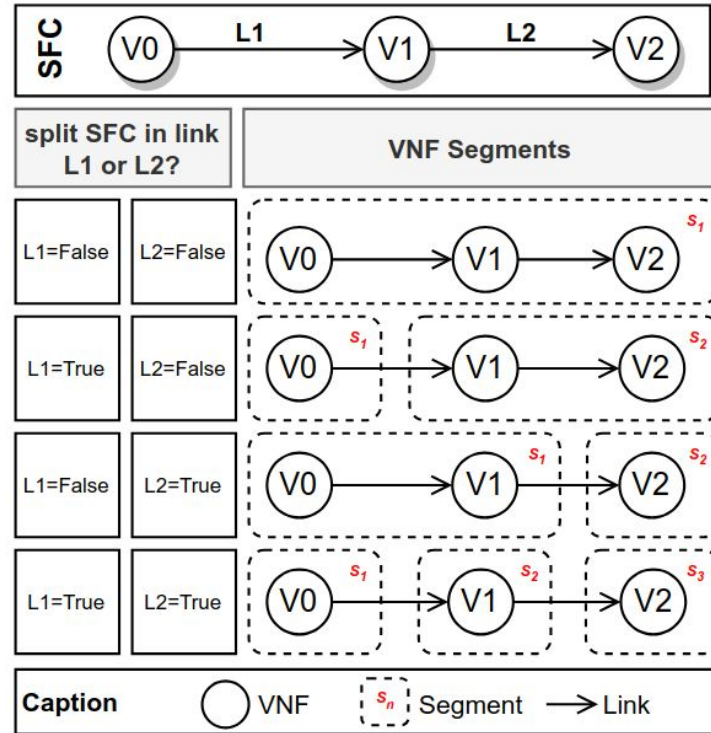 SFC
V0 L1 V1 L2 V2
split SFC in link
L1 or L2?
VNF Segments
L1=False L2=False V0 V1 V2 S1
L1=True L2=False V0 S1 V1 V2 S2
L1=False L2=True V0 V1 S1 V2 S2
L1=True L2=True V0 S1 V1 S2 V2 S3
Caption VNF Sn Segment Link